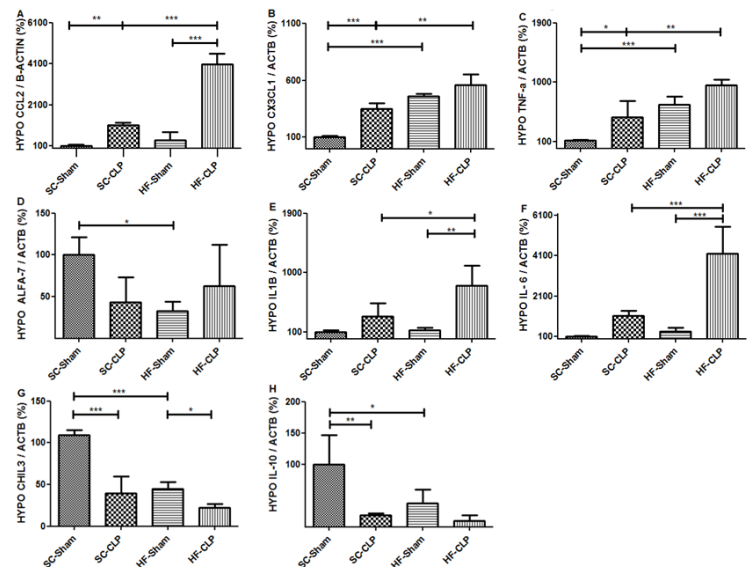 A
HYPO CCL2 / B-ACTIN (%)
6100
4100
2100
100
**
***
***
SC-Sham
SC-CLP
HF-Sham
HF-CLP
B
HYPO CX3CL1 / ACTB (%)
1100
600
100
***
**
***
SC-Sham
SC-CLP
HF-Sham
HF-CLP
C
HYPO TNF-a / ACTB (%)
1900
1000
100
*
**
***
SC-Sham
SC-CLP
HF-Sham
HF-CLP
D
HYPO ALFA-7 / ACTB (%)
150
100
50
*
SC-Sham
SC-CLP
HF-Sham
HF-CLP
E
HYPO IL1B / ACTB (%)
1900
1000
100
*
**
SC-Sham
SC-CLP
HF-Sham
HF-CLP
F
HYPO IL-6 / ACTB (%)
6100
4100
2100
100
***
***
SC-Sham
SC-CLP
HF-Sham
HF-CLP
G
HYPO CHIL3 / ACTB (%)
150
100
50
0
***
***
*
SC-Sham
SC-CLP
HF-Sham
HF-CLP
H
HYPO IL-10 / ACTB (%)
200
150
100
*
**
SC-Sham
SC-CLP
HF-Sham
HF-CLP